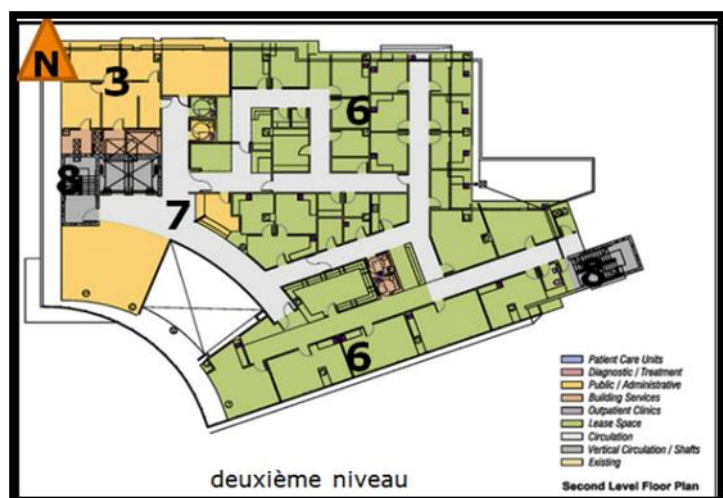 N
3
6
8
7
8
6
Patient Care Units
Diagnostic / Treatment
Public / Administrative
Building Services
Outpatient Clinics
Lease Space
Circulation
Vertical Circulation / Shafts
Existing
deuxième niveau
Second Level Floor Plan